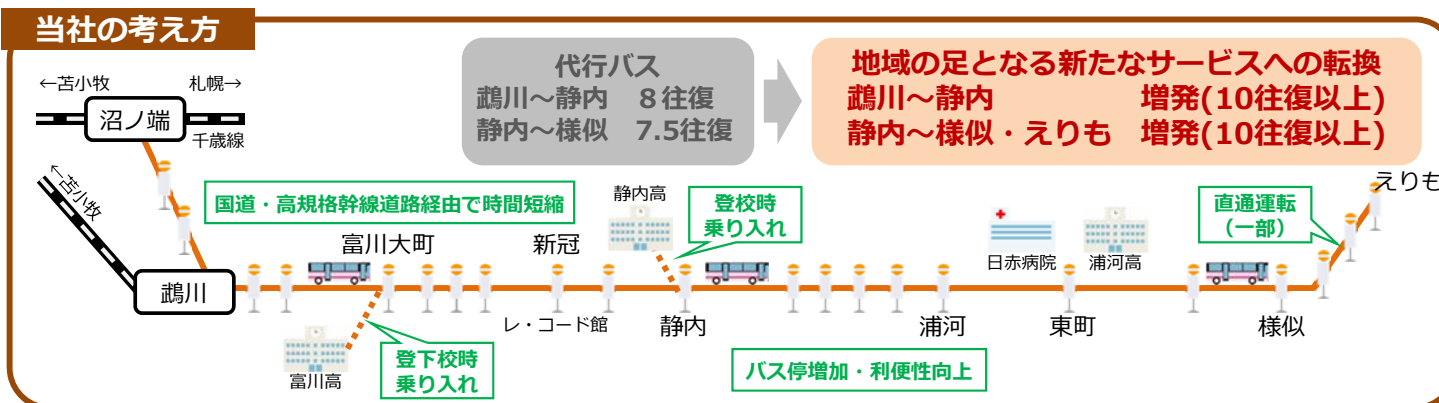 当社の考え方
←苫小牧 札幌→
沼ノ端
千歳線
←苫小牧
鵡川
代行バス
鵡川～静内 8往復
静内～様似 7.5往復
地域の足となる新たなサービスへの転換
鵡川～静内 増発(10往復以上)
静内～様似・えりも 増発(10往復以上)
国道・高規格幹線道路経由で時間短縮
富川大町
新冠
静内高
登校時
乗り入れ
日赤病院
浦河高
直通運転
（一部）
えりも
富川高
登下校時
乗り入れ
レ・コード館
静内
浦河
東町
様似
バス停増加・利便性向上